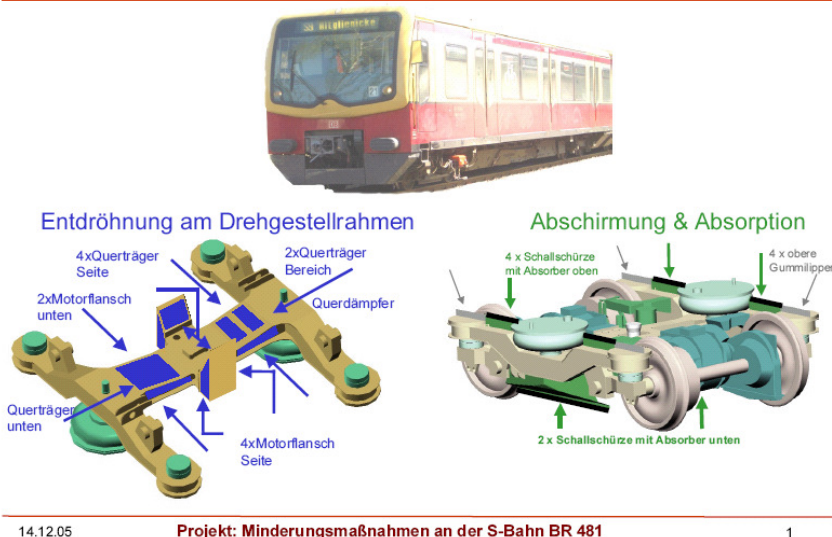 Entdröhnung am Drehgestellrahmen
4xQuerträger
Seite
2xQuerträger
Bereich
Querdämpfer
2xMotorflansch
unten
Querträger
unten
4xMotorflansch
Seite
Abschirmung & Absorption
4 x Schallschürze
mit Absorber oben
4 x obere
Gummilippen
2 x Schallschürze mit Absorber unten
14.12.05
Projekt: Minderungsmaßnahmen an der S-Bahn BR 481
1